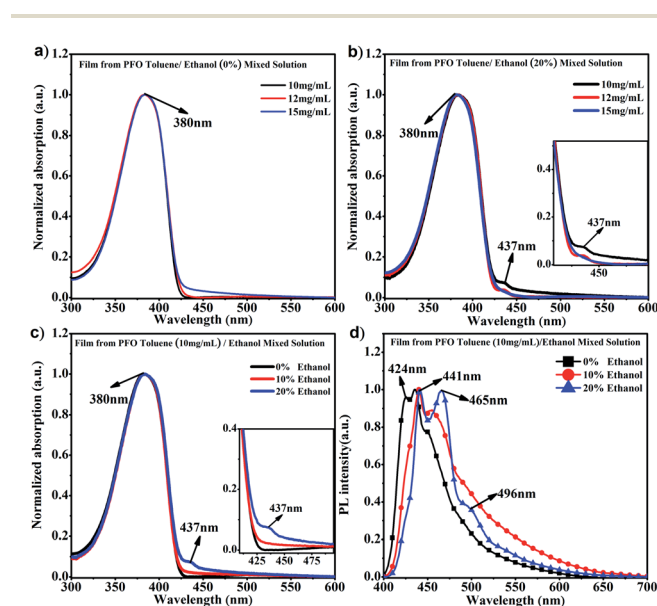 a)
Film from PFO Toluene/ Ethanol (0%) Mixed Solution
10mg/mL
12mg/mL
15mg/mL
380nm
Normalized absorption (a.u.)
1.2
1.0
0.8
0.6
0.4
0.2
0.0
300 350 400 450 500 550 600
Wavelength (nm)
b)
Film from PFO Toluene/ Ethanol (20%) Mixed Solution
10mg/mL
12mg/mL
15mg/mL
380nm
437nm
Normalized absorption (a.u.)
1.2
1.0
0.8
0.6
0.4
0.2
0.0
300 350 400 450 500 550 600
Wavelength (nm)
0.4
0.2
0.0
437nm
450
c)
Film from PFO Toluene (10mg/mL) / Ethanol Mixed Solution
0% Ethanol
10% Ethanol
20% Ethanol
380nm
437nm
Normalized absorption (a.u.)
1.2
1.0
0.8
0.6
0.4
0.2
0.0
300 350 400 450 500 550 600
Wavelength (nm)
0.4
0.2
0.0
437nm
425 450 475
d)
Film from PFO Toluene (10mg/mL)/Ethanol Mixed Solution
0% Ethanol
10% Ethanol
20% Ethanol
424nm
441nm
465nm
496nm
PL intensity(a.u.)
1.0
0.8
0.6
0.4
0.2
0.0
400 450 500 550 600 650 700
Wavelength (nm)